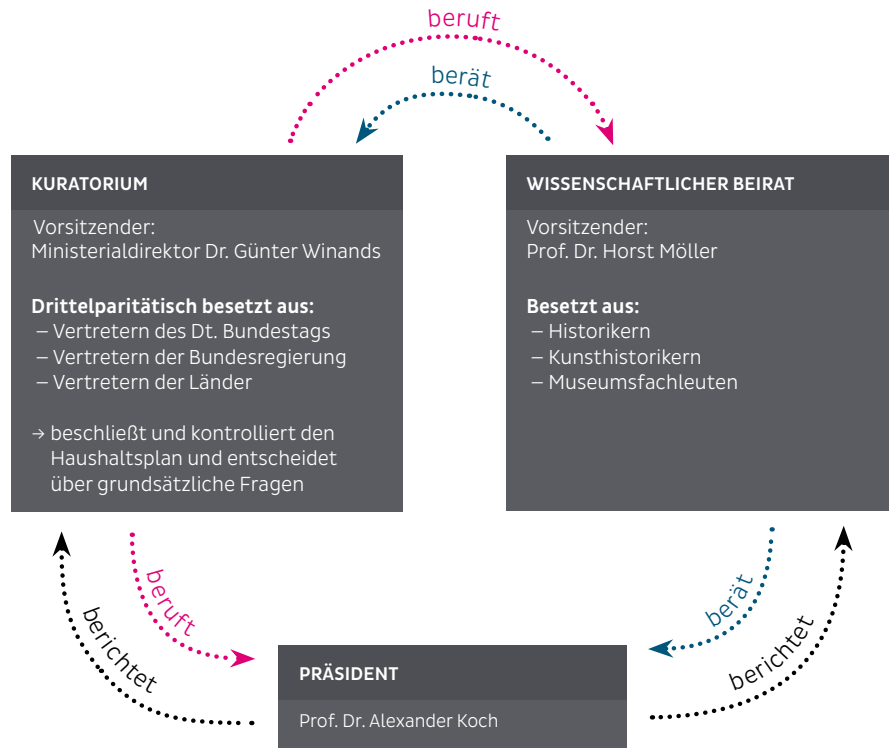 beruft
berät
KURATORIUM
Vorsitzender:
Ministerialdirektor Dr. Günter Winands
Drittelparitätisch besetzt aus:
– Vertretern des Dt. Bundestags
– Vertretern der Bundesregierung
– Vertretern der Länder
→ beschließt und kontrolliert den
Haushaltsplan und entscheidet
über grundsätzliche Fragen
WISSENSCHAFTLICHER BEIRAT
Vorsitzender:
Prof. Dr. Horst Möller
Besetzt aus:
– Historikern
– Kunsthistorikern
– Museumsfachleuten
berichtet
beruft
berät
berichtet
PRÄSIDENT
Prof. Dr. Alexander Koch